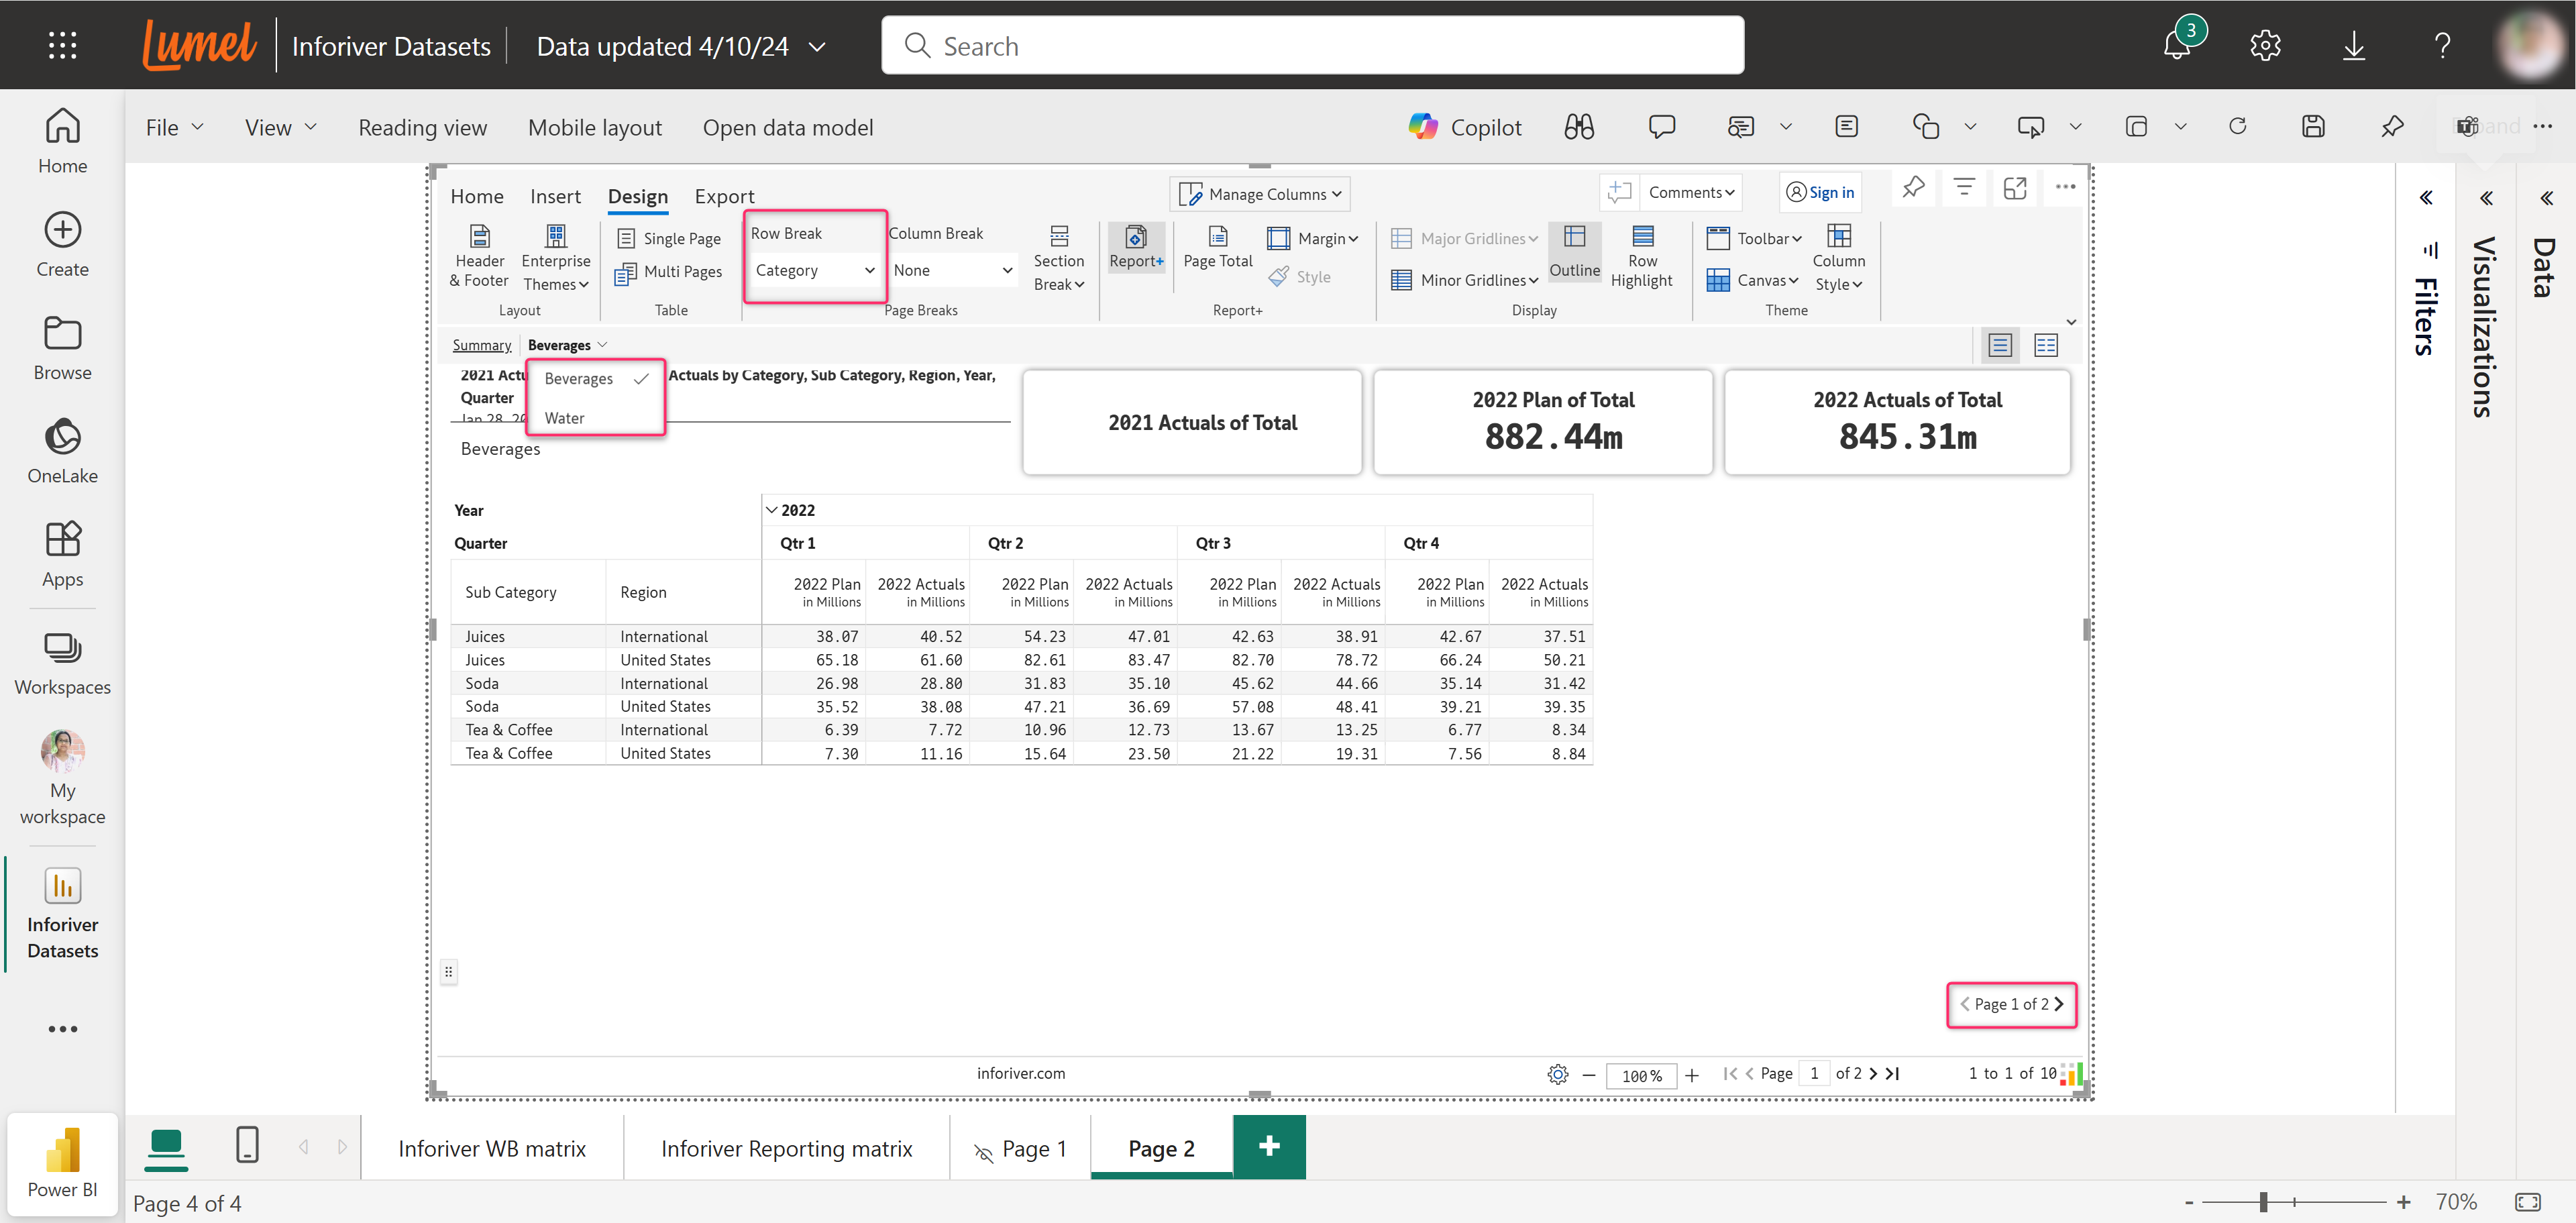 Lumel
Inforiver Datasets
Data updated 4/10/24
Search
3
?
Home
Create
Browse
OneLake
Apps
Workspaces
My
workspace
Inforiver
Datasets
Power BI
File
View
Reading view
Mobile layout
Open data model
Copilot
Home
Insert
Design
Export
Manage Columns
Comments
Sign in
Header
& Footer
Enterprise
Themes
Layout
Single Page
Multi Pages
Table
Row Break
Category
Column Break
None
Section
Break
Page Breaks
Report+
Page Total
Margin
Style
Report+
Major Gridlines
Minor Gridlines
Outline
Row
Highlight
Display
Toolbar
Canvas
Column
Style
Theme
Summary
Beverages
Beverages
Water
2021 Actu
Actuals by Category, Sub Category, Region, Year,
Quarter
Jan 28, 20
Beverages
2021 Actuals of Total
2022 Plan of Total
882.44m
2022 Actuals of Total
845.31m
Year 2022
Quarter Qtr 1 Qtr 2 Qtr 3 Qtr 4
Sub Category Region 2022 Plan 2022 Actuals 2022 Plan 2022 Actuals 2022 Plan 2022 Actuals 2022 Plan 2022 Actuals
in Millions in Millions in Millions in Millions in Millions in Millions in Millions in Millions
Juices International 38.07 40.52 54.23 47.01 42.63 38.91 42.67 37.51
Juices United States 65.18 61.60 82.61 83.47 82.70 78.72 66.24 50.21
Soda International 26.98 28.80 31.83 35.10 45.62 44.66 35.14 31.42
Soda United States 35.52 38.08 47.21 36.69 57.08 48.41 39.21 39.35
Tea & Coffee International 6.39 7.72 10.96 12.73 13.67 13.25 6.77 8.34
Tea & Coffee United States 7.30 11.16 15.64 23.50 21.22 19.31 7.56 8.84
Page 1 of 2
inforiver.com
100 %
Page 1 of 2
1 to 1 of 10
Filters
Visualizations
Data
Inforiver WB matrix
Inforiver Reporting matrix
Page 1
Page 2
Page 4 of 4
70%